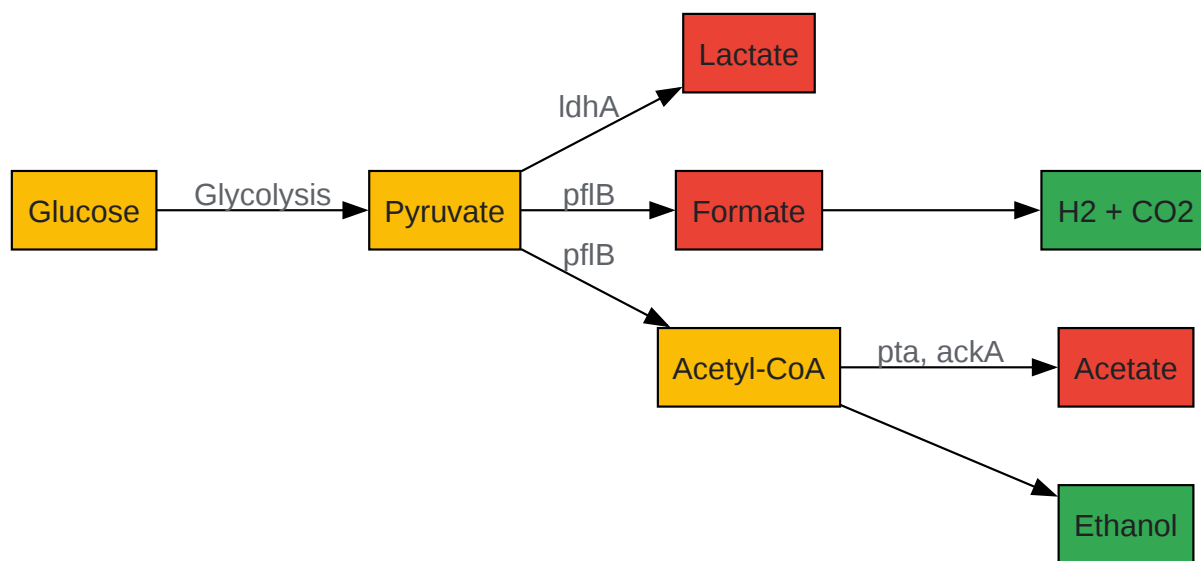 Lactate
ldhA
Glucose
Glycolysis
Pyruvate
pflB
Formate
H2 + CO2
pflB
Acetyl-CoA
pta, ackA
Acetate
Ethanol